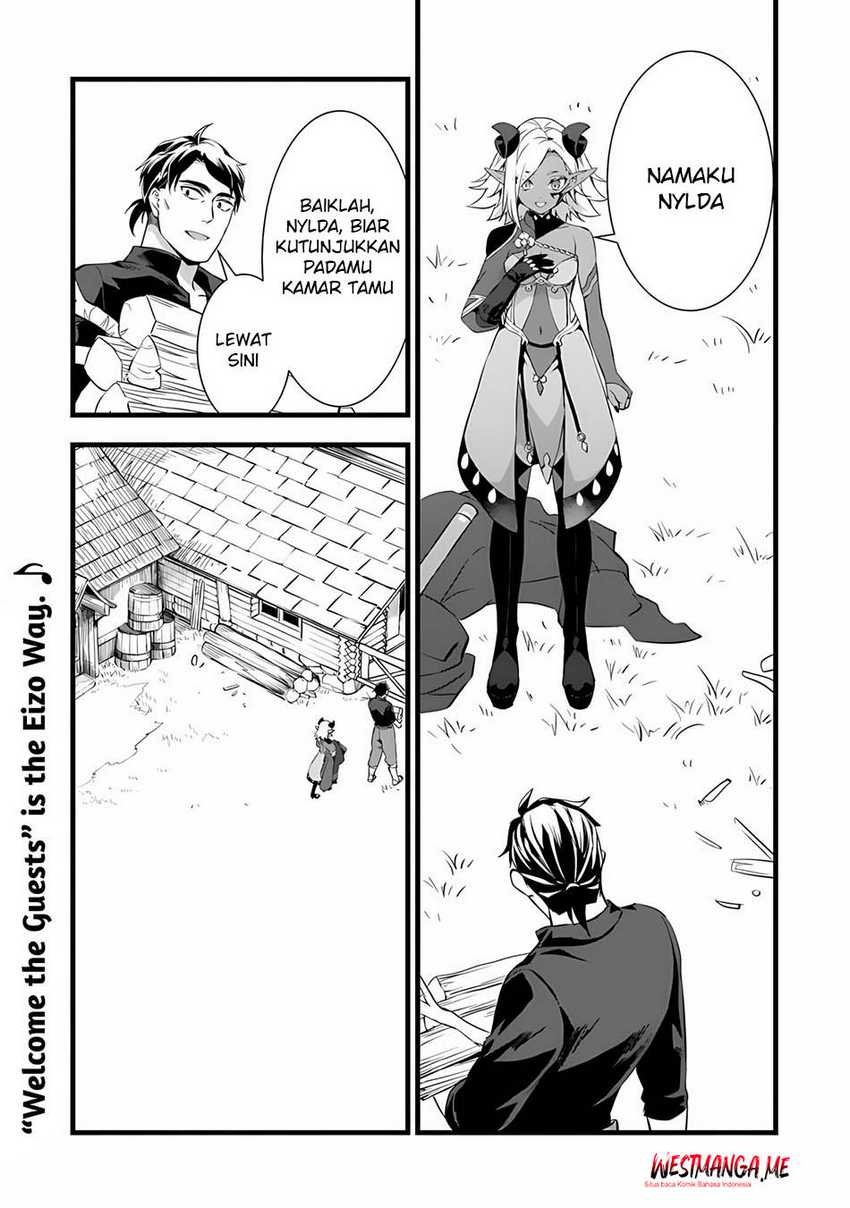 NAMAKU
NYLDA
BAIKLAH,
NYLDA, BIAR
KUTUNJUKKAN
PADAMU
KAMAR TAMU
LEWAT
SINI
“Welcome the Guests” is the Eizo Way. ♪
WESTMANGA.ME
Situs baca Komik Bahasa Indonesia